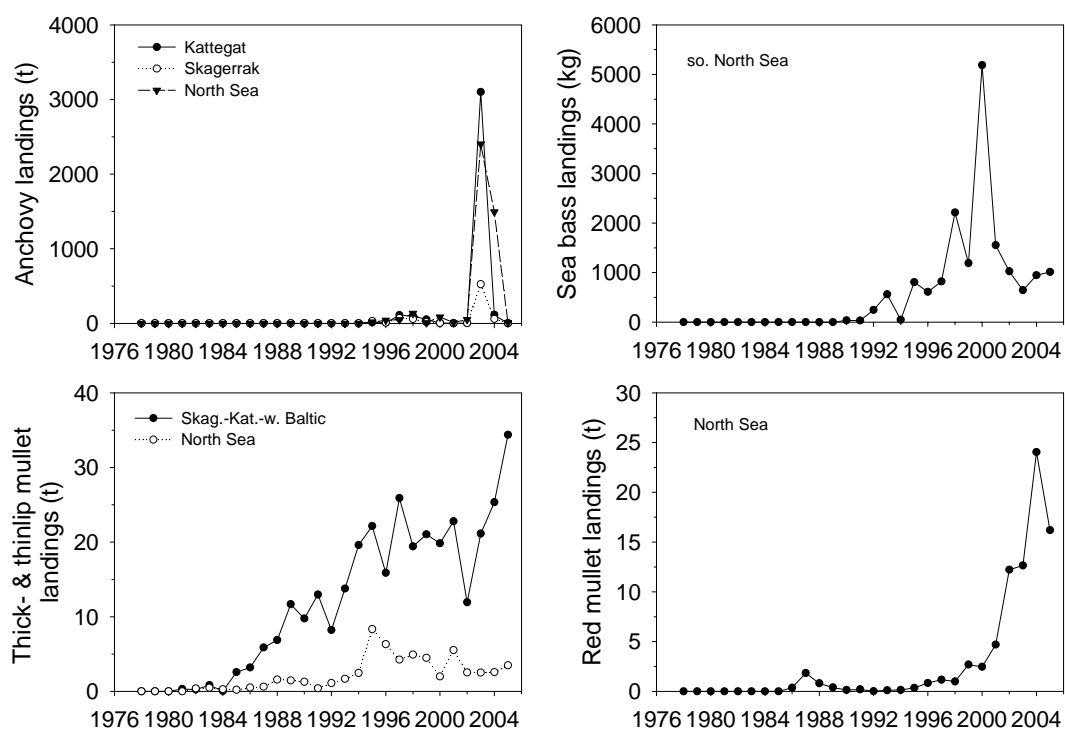 Anchovy landings (t)
4000
3000
2000
1000
0
Kattegat
Skagerrak
North Sea
1976 1980 1984 1988 1992 1996 2000 2004
Sea bass landings (kg)
6000
5000
4000
3000
2000
1000
0
so. North Sea
1976 1980 1984 1988 1992 1996 2000 2004
Thick- & thinlip mullet
landings (t)
40
30
20
10
0
Skag.-Kat.-w. Baltic
North Sea
1976 1980 1984 1988 1992 1996 2000 2004
Red mullet landings (t)
30
25
20
15
10
5
0
North Sea
1976 1980 1984 1988 1992 1996 2000 2004